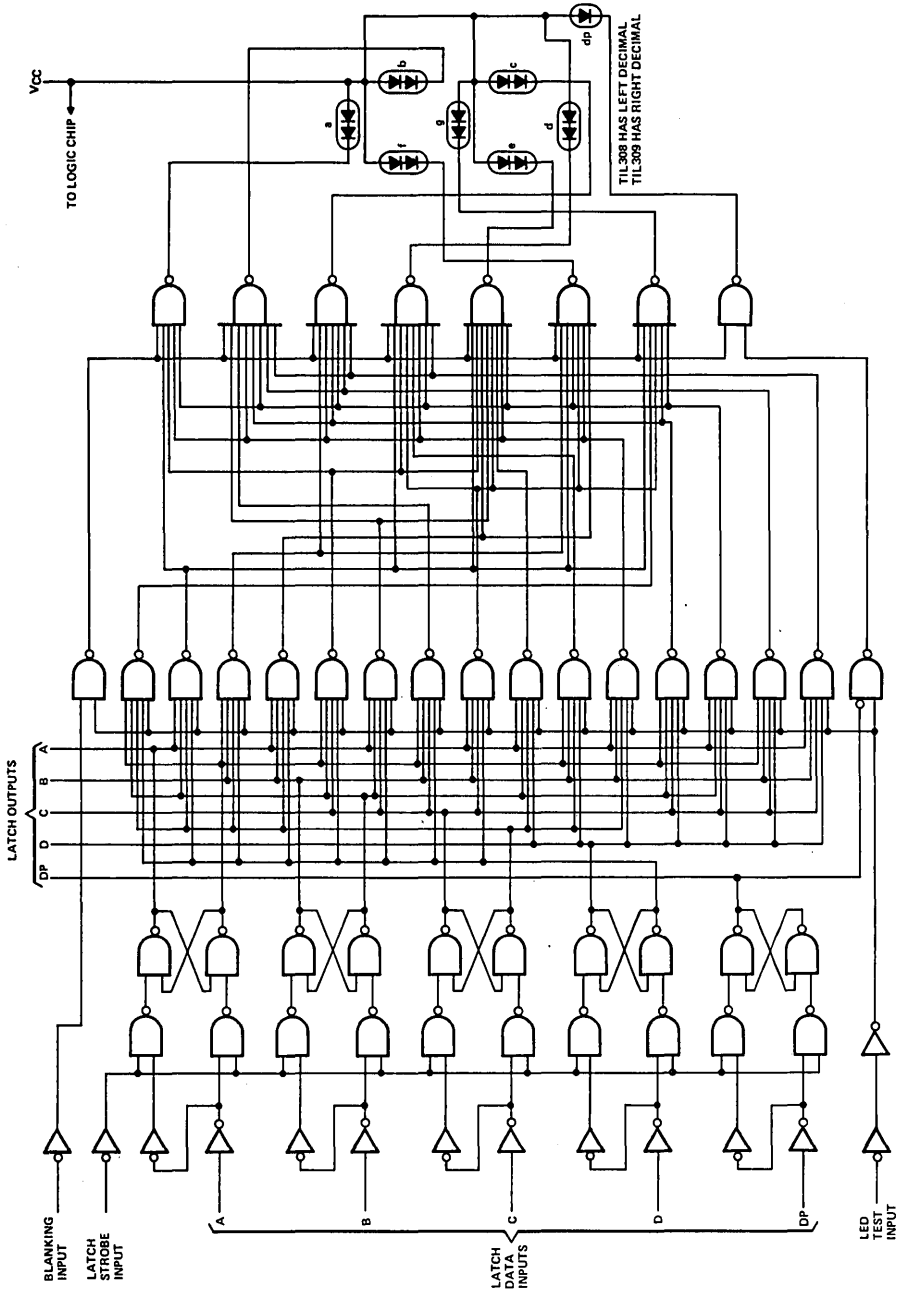 BLANKING
INPUT
LATCH
STROBE
INPUT
LATCH
DATA
INPUTS
A
B
C
D
DP
LED
TEST
INPUT
LATCH OUTPUTS
A
B
C
D
DP
VCC
TO LOGIC CHIP
a
b
f
g
c
e
d
dp
TIL308 HAS LEFT DECIMAL
TIL309 HAS RIGHT DECIMAL